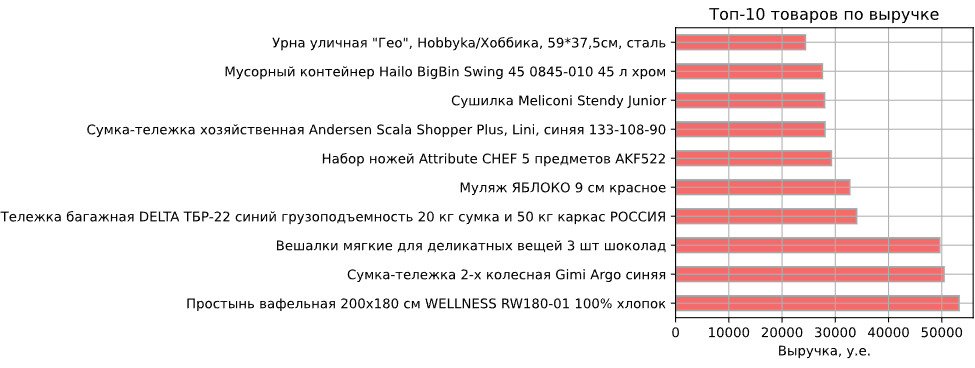 Топ-10 товаров по выручке
Урна уличная "Гео", Hobbyka/Хоббика, 59*37,5см, сталь
Мусорный контейнер Hailo BigBin Swing 45 0845-010 45 л хром
Сушилка Meliconi Stendy Junior
Сумка-тележка хозяйственная Andersen Scala Shopper Plus, Lini, синяя 133-108-90
Набор ножей Attribute CHEF 5 предметов AKF522
Муляж ЯБЛОКО 9 см красное
Тележка багажная DELTA ТБР-22 синий грузоподъемность 20 кг сумка и 50 кг каркас РОССИЯ
Вешалки мягкие для деликатных вещей 3 шт шоколад
Сумка-тележка 2-х колесная Gimi Argo синяя
Простынь вафельная 200х180 см WELLNESS RW180-01 100% хлопок
0 10000 20000 30000 40000 50000
Выручка, у.е.